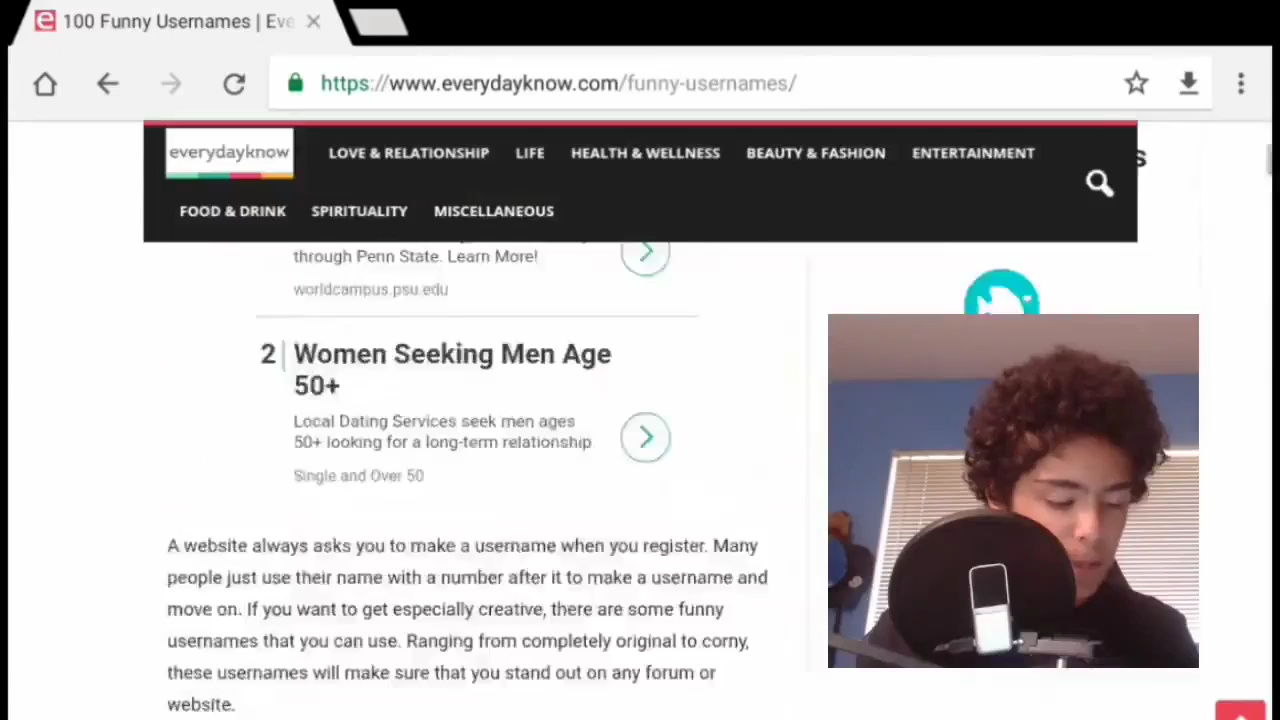 100 Funny Usernames | Eve
https://www.everydayknow.com/funny-usernames/
everydayknow
LOVE & RELATIONSHIP LIFE HEALTH & WELLNESS BEAUTY & FASHION ENTERTAINMENT
FOOD & DRINK SPIRITUALITY MISCELLANEOUS
through Penn State. Learn More!
worldcampus.psu.edu
2 Women Seeking Men Age
50+
Local Dating Services seek men ages
50+ looking for a long-term relationship
Single and Over 50
A website always asks you to make a username when you register. Many
people just use their name with a number after it to make a username and
move on. If you want to get especially creative, there are some funny
usernames that you can use. Ranging from completely original to corny,
these usernames will make sure that you stand out on any forum or
website.